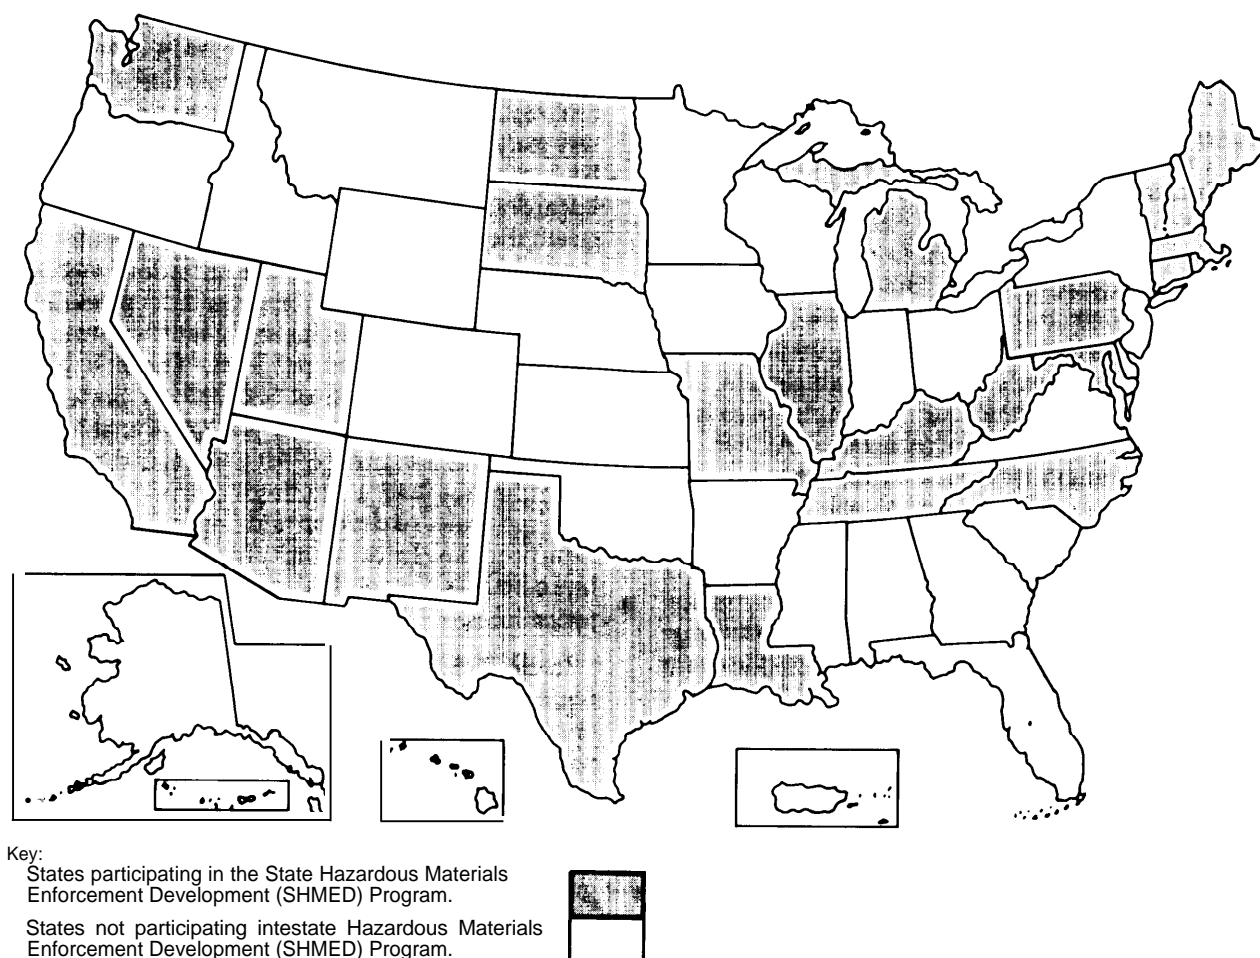 Key:
States participating in the State Hazardous Materials
Enforcement Development (SHMED) Program.
States not participating intestate Hazardous Materials
Enforcement Development (SHMED) Program.